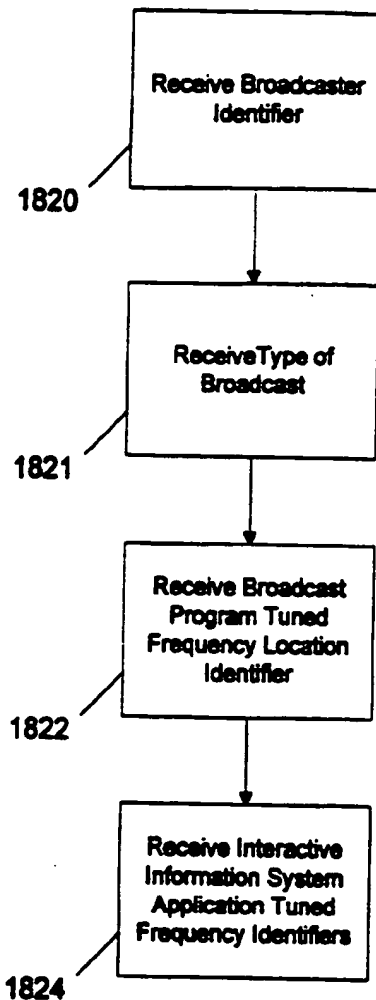 Receive Broadcaster
Identifier
1820
ReceiveType of
Broadcast
1821
Receive Broadcast
Program Tuned
Frequency Location
Identifier
1822
Receive Interactive
Information System
Application Tuned
Frequency Identifiers
1824